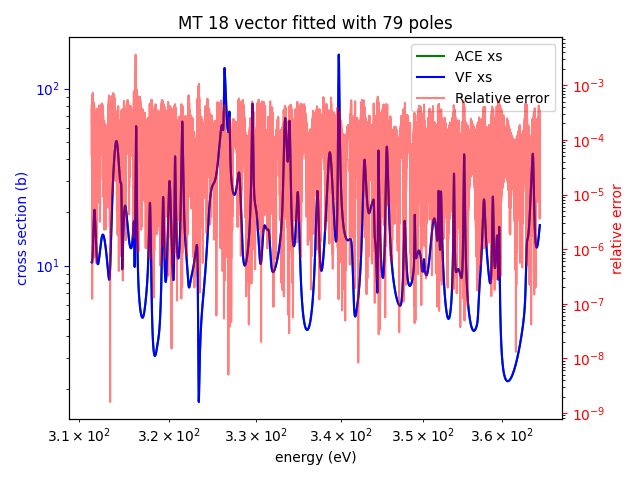 MT 18 vector fitted with 79 poles
ACE xs
VF xs
Relative error
cross section (b)
10²
10¹
relative error
10⁻³
10⁻⁴
10⁻⁵
10⁻⁶
10⁻⁷
10⁻⁸
10⁻⁹
3.1 × 10² 3.2 × 10² 3.3 × 10² 3.4 × 10² 3.5 × 10² 3.6 × 10²
energy (eV)